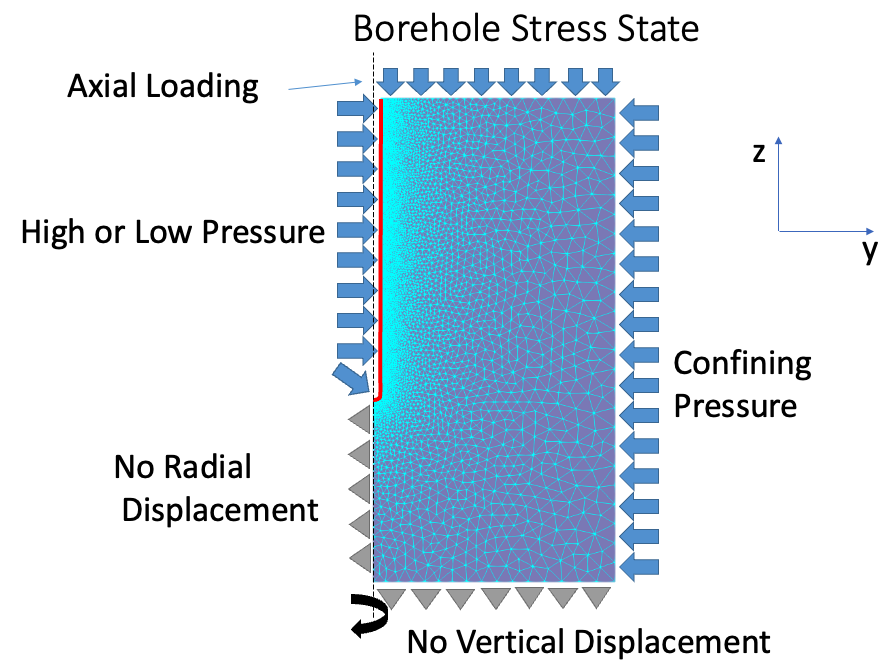 Borehole Stress State
Axial Loading
High or Low Pressure
z
y
Confining
Pressure
No Radial
Displacement
No Vertical Displacement